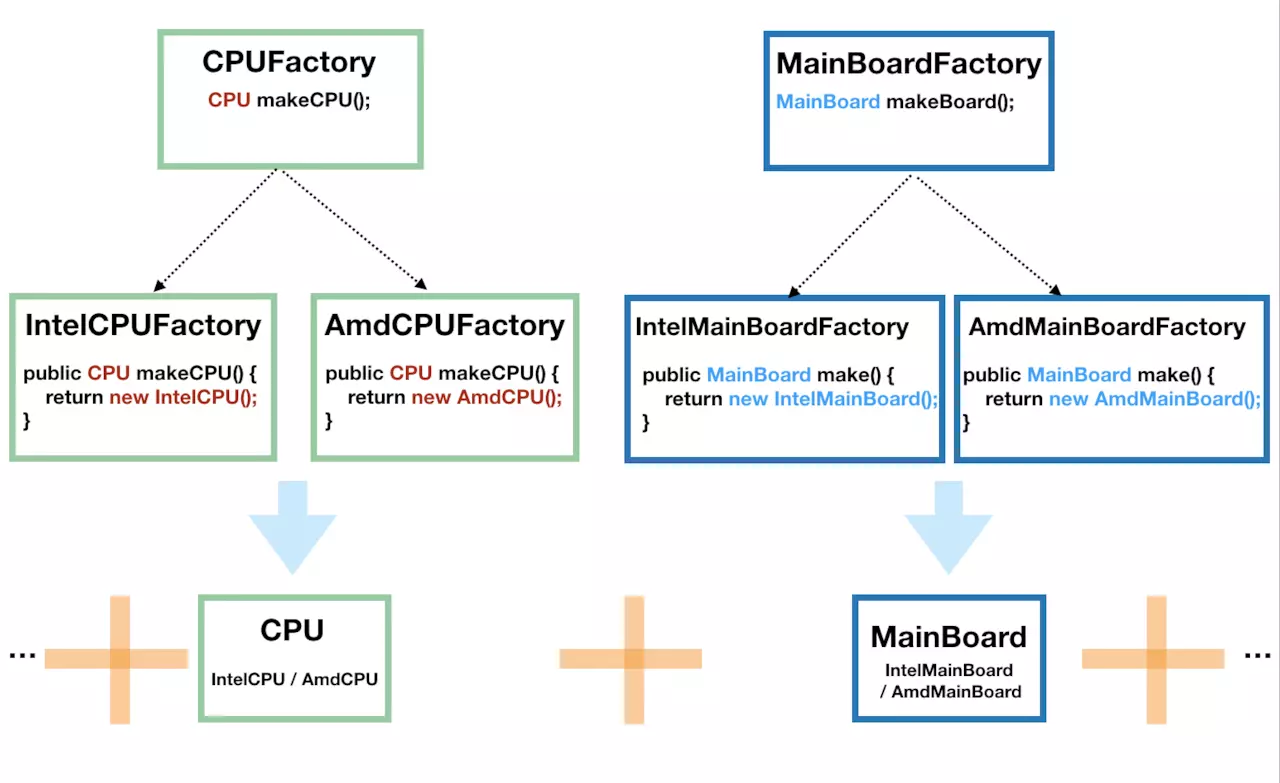 CPUFactory
CPU makeCPU();
MainBoardFactory
MainBoard makeBoard();
IntelCPUFactory
public CPU makeCPU() {
return new IntelCPU();
}
AmdCPUFactory
public CPU makeCPU() {
return new AmdCPU();
}
IntelMainBoardFactory
public MainBoard make() {
return new IntelMainBoard();
}
AmdMainBoardFactory
public MainBoard make() {
return new AmdMainBoard();
}
...
CPU
IntelCPU / AmdCPU
MainBoard
IntelMainBoard
/ AmdMainBoard
...